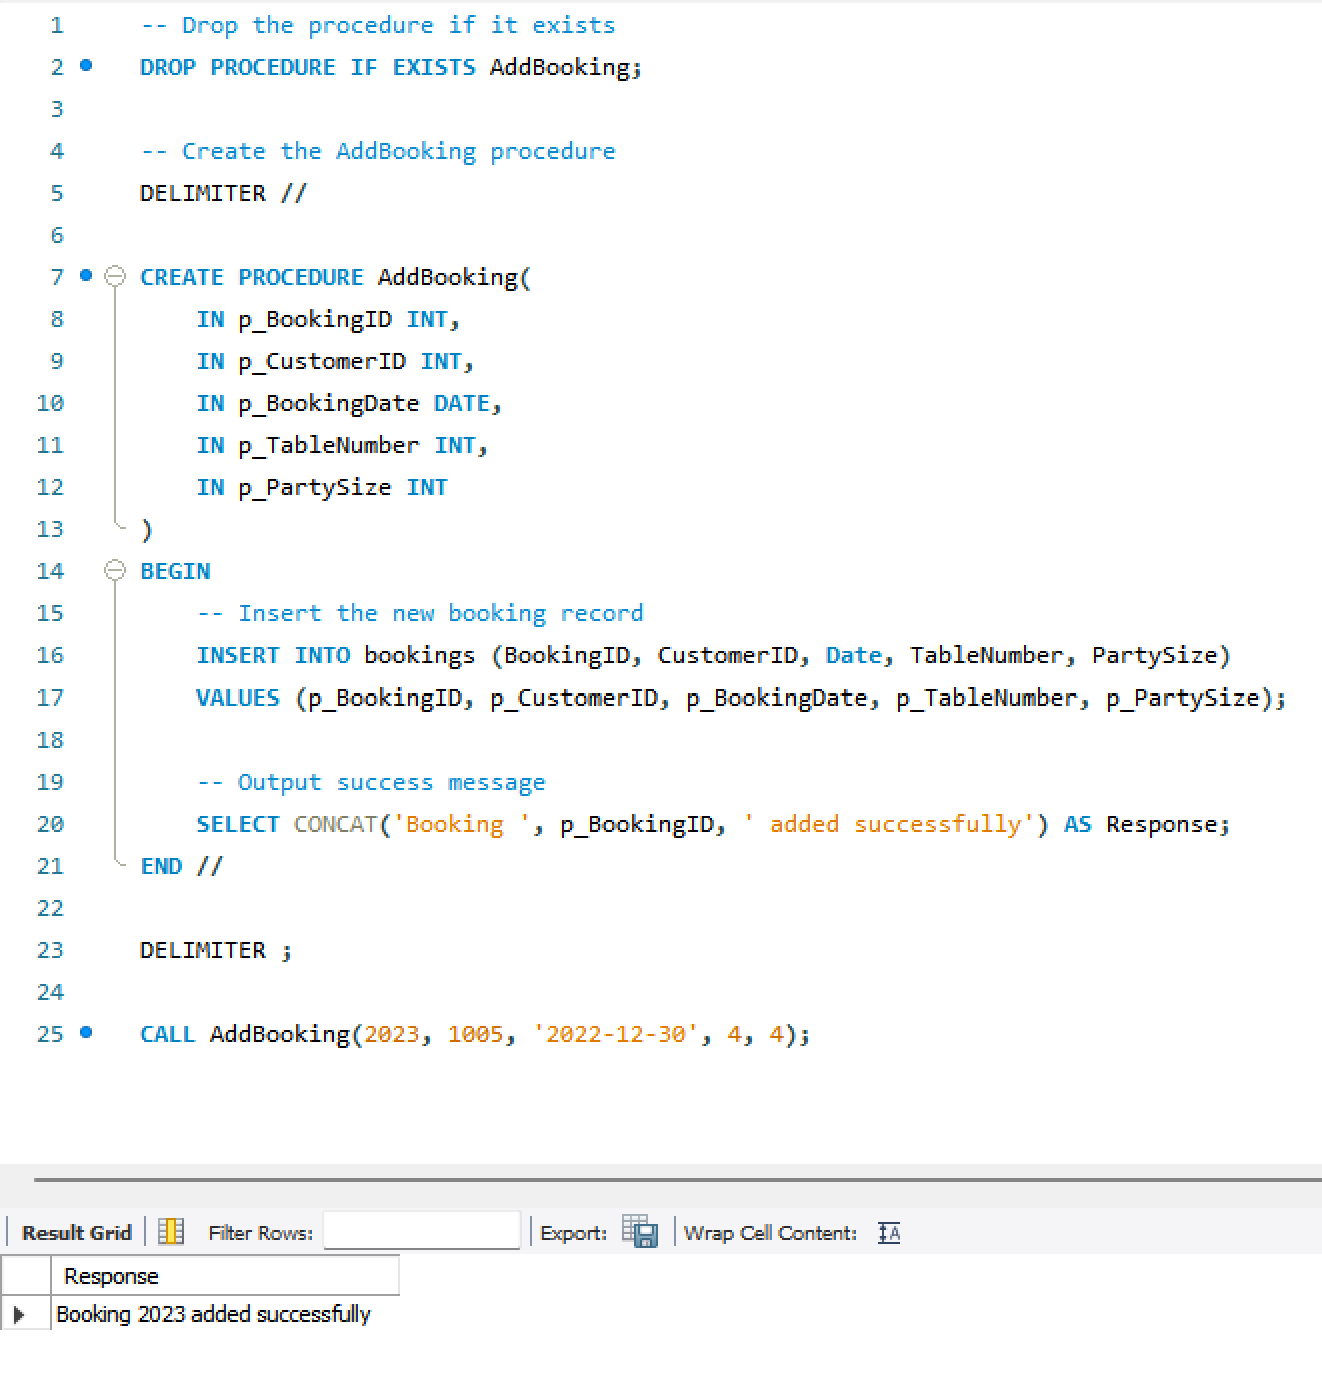 1 -- Drop the procedure if it exists
2 DROP PROCEDURE IF EXISTS AddBooking;
3
4 -- Create the AddBooking procedure
5 DELIMITER //
6
7 CREATE PROCEDURE AddBooking(
8 IN p_BookingID INT,
9 IN p_CustomerID INT,
10 IN p_BookingDate DATE,
11 IN p_TableNumber INT,
12 IN p_PartySize INT
13 )
14 BEGIN
15 -- Insert the new booking record
16 INSERT INTO bookings (BookingID, CustomerID, Date, TableNumber, PartySize)
17 VALUES (p_BookingID, p_CustomerID, p_BookingDate, p_TableNumber, p_PartySize);
18
19 -- Output success message
20 SELECT CONCAT('Booking ', p_BookingID, ' added successfully') AS Response;
21 END //
22
23 DELIMITER ;
24
25 CALL AddBooking(2023, 1005, '2022-12-30', 4, 4);
Result Grid Filter Rows: Export: Wrap Cell Content:
Response
Booking 2023 added successfully